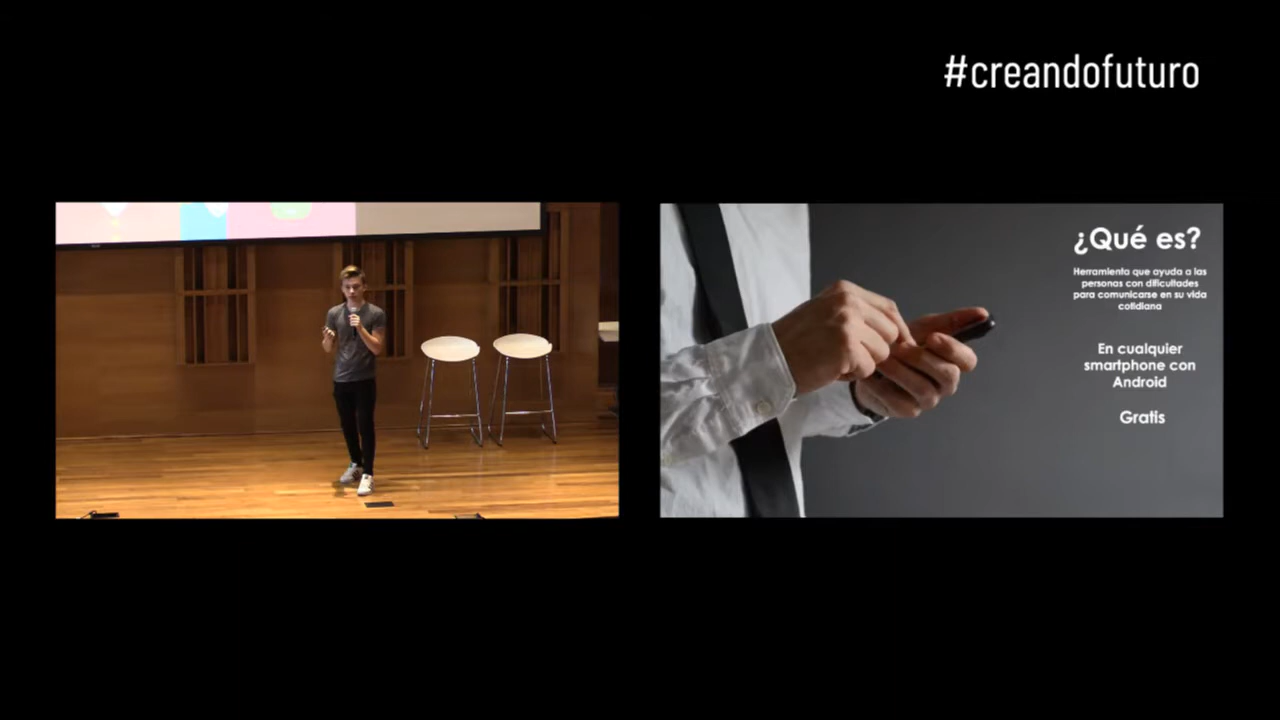 #creandofuturo
¿Qué es?
Herramienta que ayuda a las
personas con dificultades
para comunicarse en su vida
cotidiana
En cualquier
smartphone con
Android
Gratis